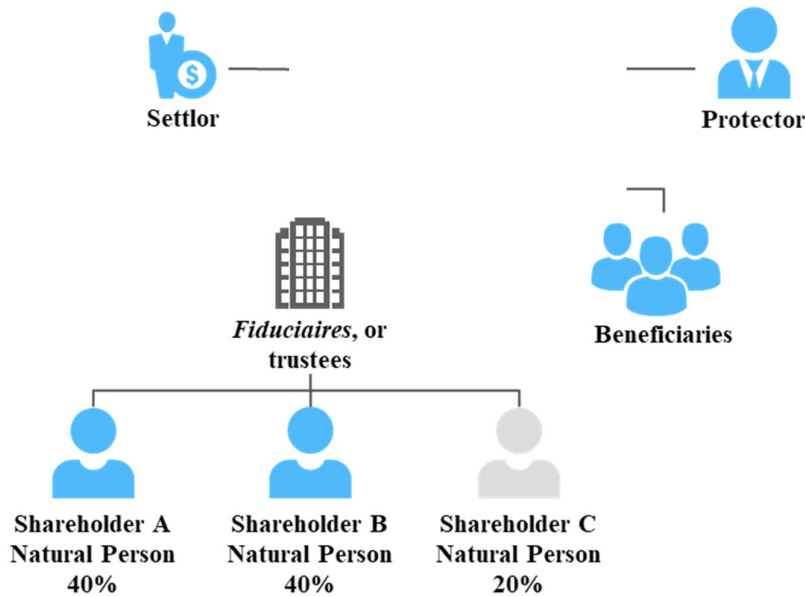 $
Settlor
Protector
Fiduciaires, or
trustees
Beneficiaries
Shareholder A
Natural Person
40%
Shareholder B
Natural Person
40%
Shareholder C
Natural Person
20%